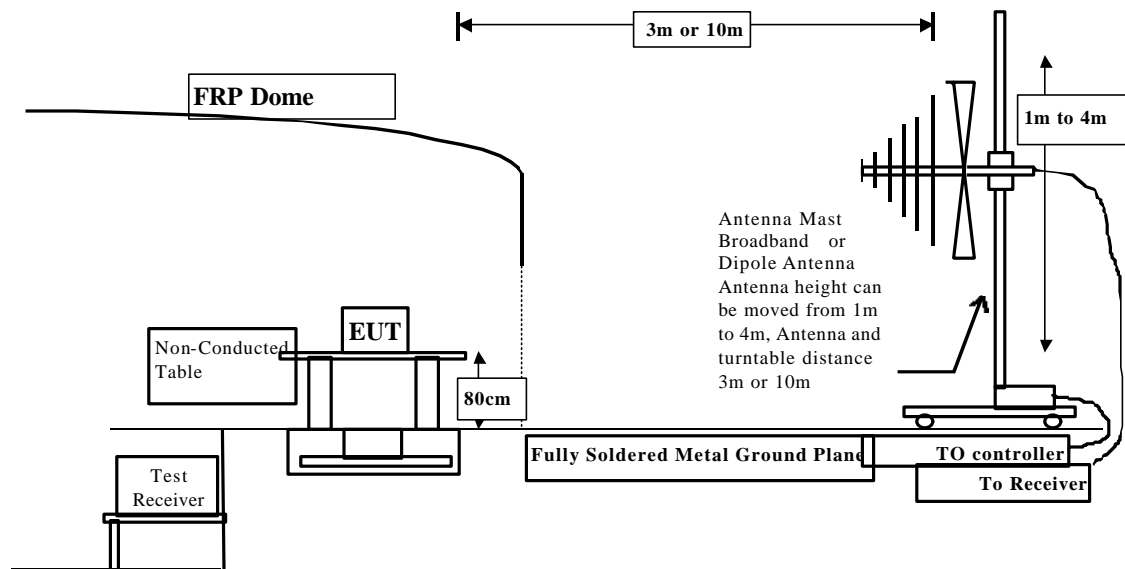 3m or 10m
FRP Dome
1m to 4m
Antenna Mast
Broadband or
Dipole Antenna
Antenna height can
be moved from 1m
to 4m, Antenna and
turntable distance
3m or 10m
EUT
Non-Conducted
Table
80cm
Fully Soldered Metal Ground Plane
TO controller
To Receiver
Test
Receiver